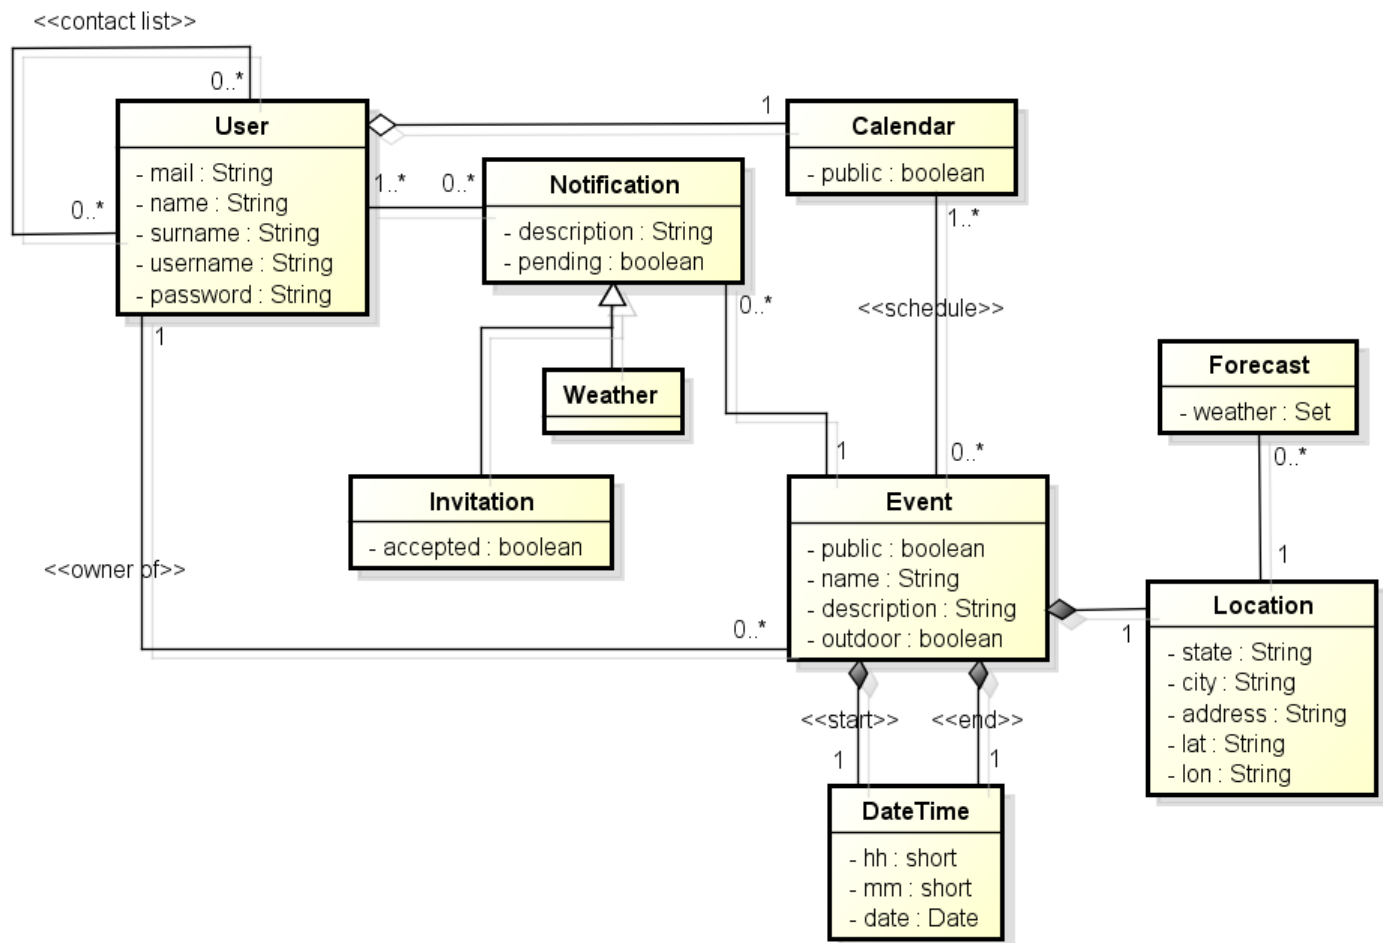 <<contact list>>
0..*
0..*
User
- mail : String
- name : String
- surname : String
- username : String
- password : String
1
Calendar
- public : boolean
1..*
0..*
Notification
- description : String
- pending : boolean
1..*
0..*
<<schedule>>
1
Weather
Forecast
- weather : Set
0..*
1
0..*
Invitation
- accepted : boolean
<<owner of>>
0..*
Event
- public : boolean
- name : String
- description : String
- outdoor : boolean
1
1
Location
- state : String
- city : String
- address : String
- lat : String
- lon : String
<<start>>
<<end>>
1
1
DateTime
- hh : short
- mm : short
- date : Date